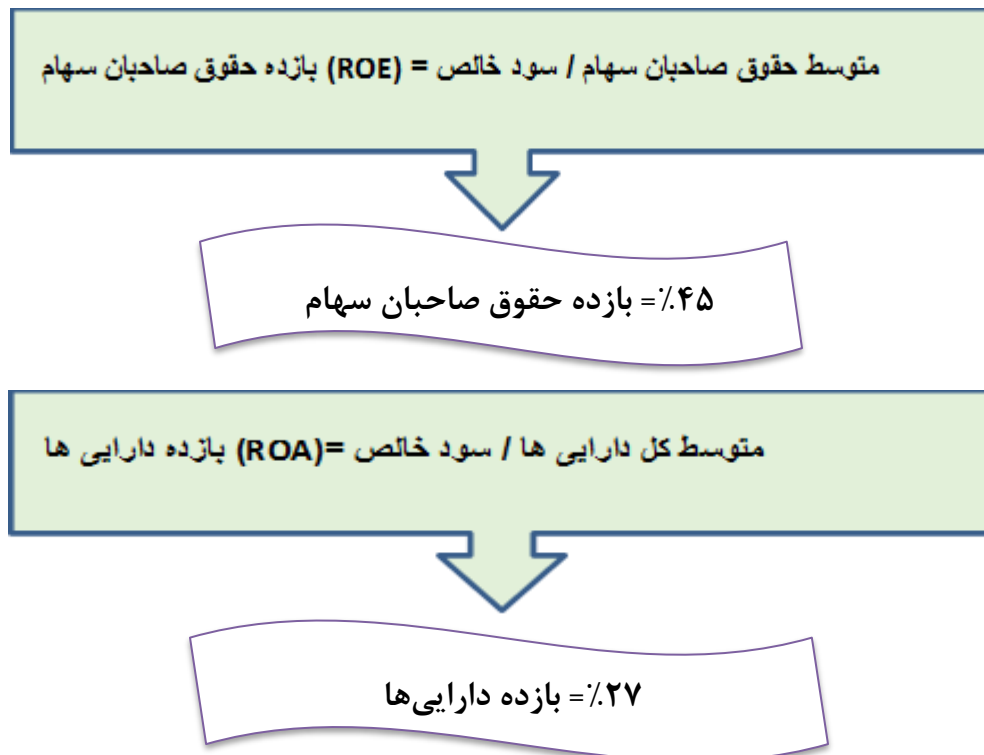 متوسط حقوق صاحبان سهام / سود خالص = (ROE) بازده حقوق صاحبان سهام
۴۵٪= بازده حقوق صاحبان سهام
متوسط کل دارایی ها / سود خالص =(ROA) بازده دارایی ها
۲۷٪= بازده دارایی‌ها